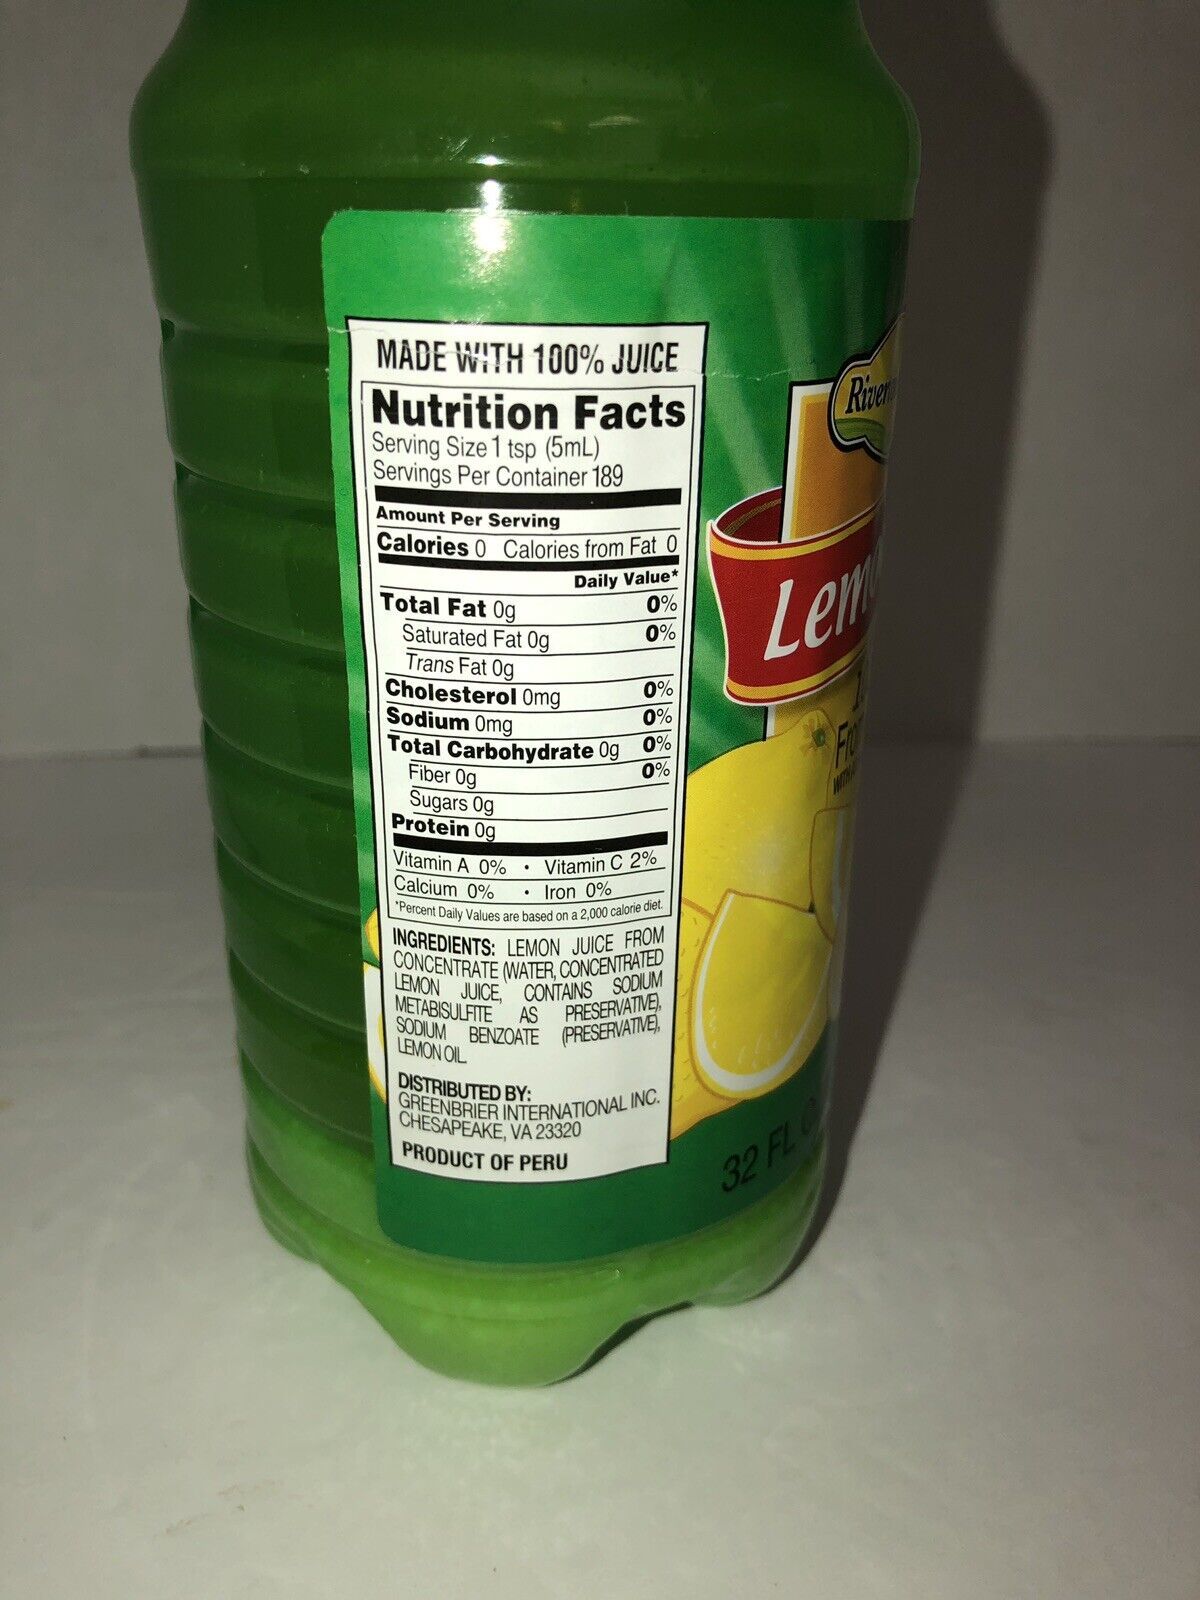 MADE WITH 100% JUICE
Nutrition Facts
Serving Size 1 tsp (5mL)
Servings Per Container 189
Amount Per Serving
Calories 0 Calories from Fat 0
Daily Value*
Total Fat 0g 0%
Saturated Fat 0g 0%
Trans Fat 0g
Cholesterol 0mg 0%
Sodium 0mg 0%
Total Carbohydrate 0g 0%
Fiber 0g 0%
Sugars 0g
Protein 0g
Vitamin A 0% • Vitamin C 2%
Calcium 0% • Iron 0%
*Percent Daily Values are based on a 2,000 calorie diet.
INGREDIENTS: LEMON JUICE FROM
CONCENTRATE (WATER, CONCENTRATED
LEMON JUICE, CONTAINS SODIUM
METABISULFITE AS PRESERVATIVE),
SODIUM BENZOATE (PRESERVATIVE),
LEMON OIL.
DISTRIBUTED BY:
GREENBRIER INTERNATIONAL INC.
CHESAPEAKE, VA 23320
PRODUCT OF PERU
River
Lem
Fro
WITH
32 FL